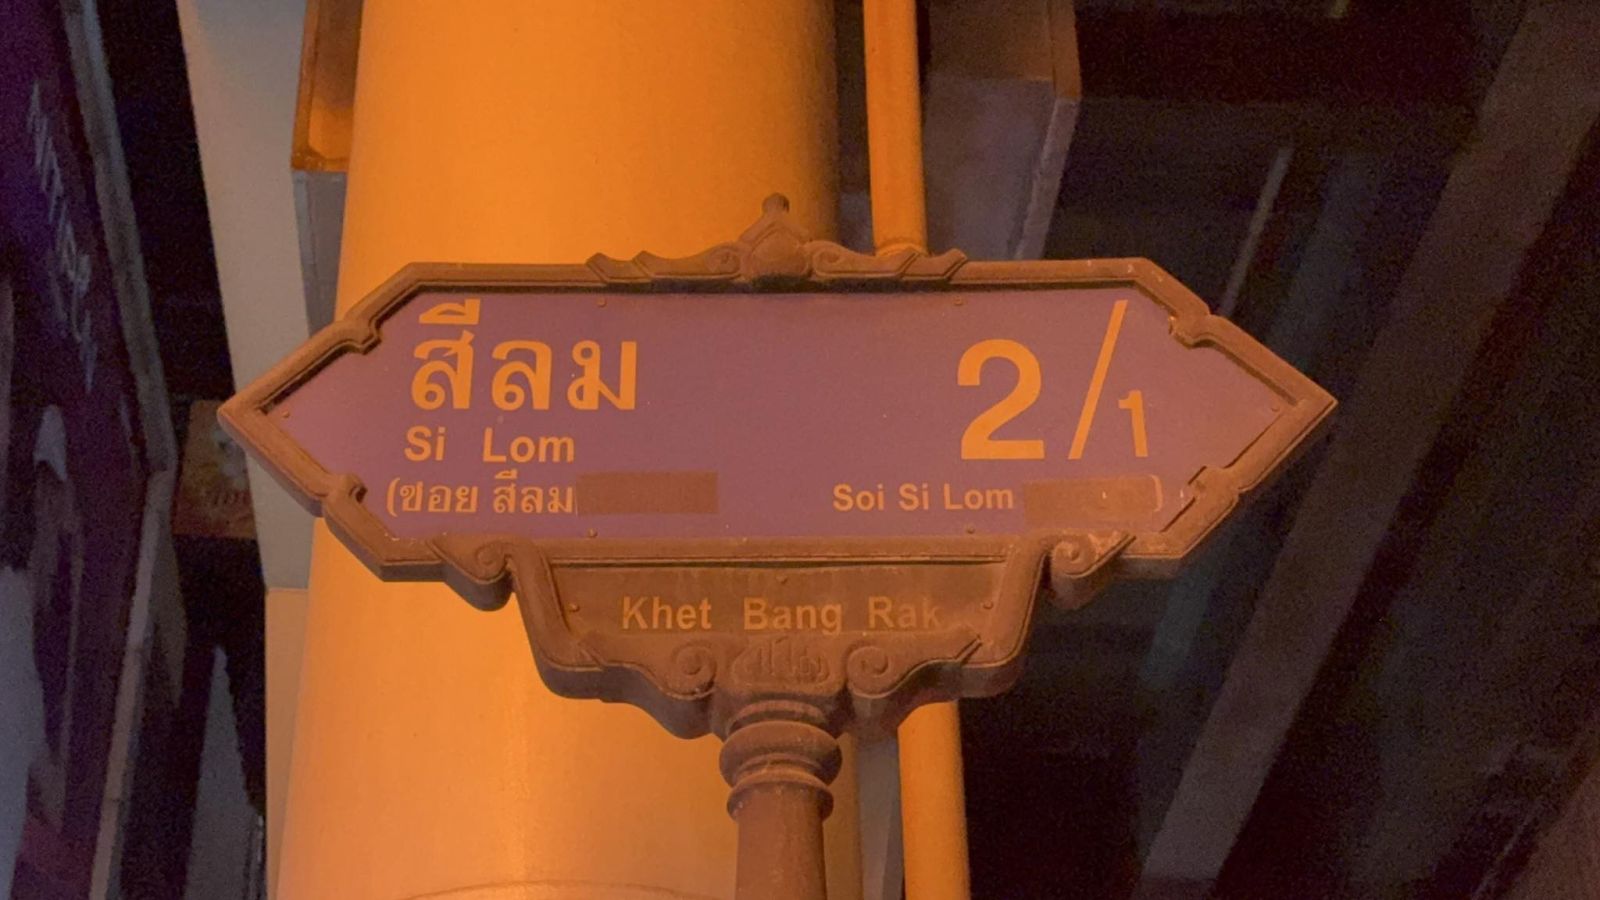 สีลม 2/1
Si Lom
(ซอย สีลม Soi Si Lom )
Khet Bang Rak